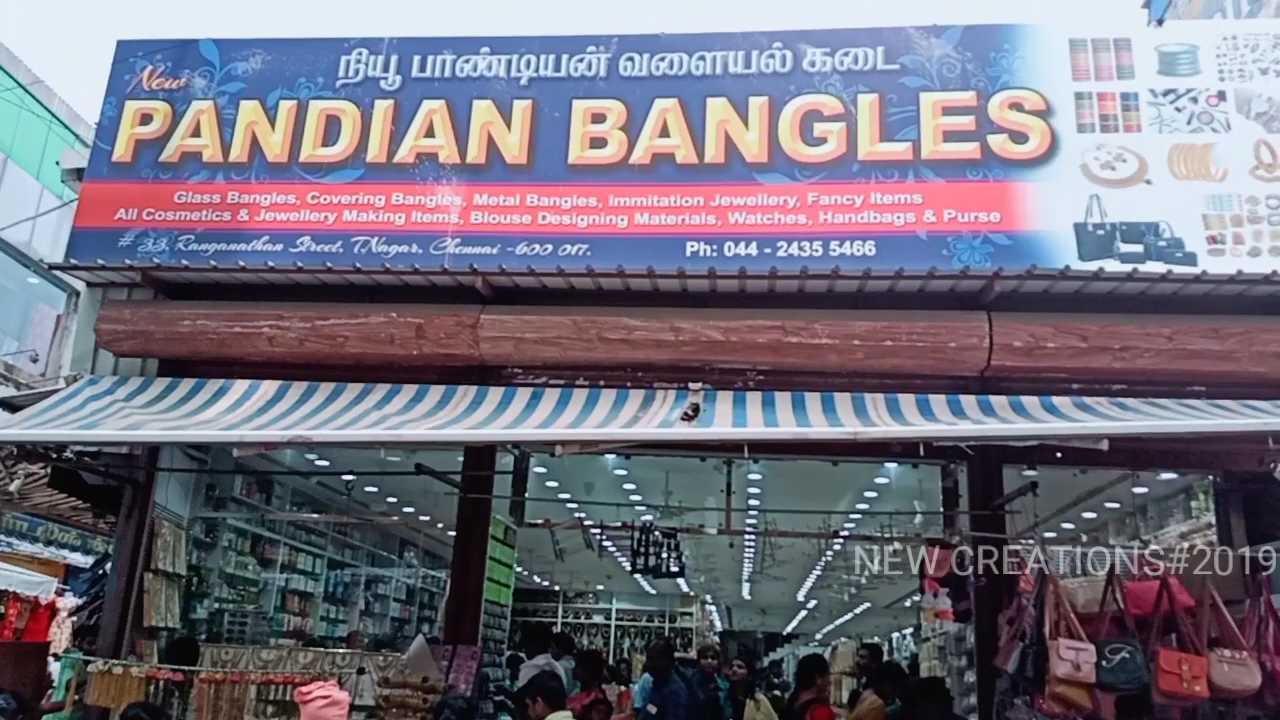 நியூ பாண்டியன் வளையல் கடை
New
PANDIAN BANGLES
Glass Bangles, Covering Bangles, Metal Bangles, Immitation Jewellery, Fancy Items
All Cosmetics & Jewellery Making Items, Blouse Designing Materials, Watches, Handbags & Purse
# 33, Ranganathan Street, T.Nagar, Chennai -600 017.
Ph: 044 - 2435 5466
NEW CREATIONS#2019
F